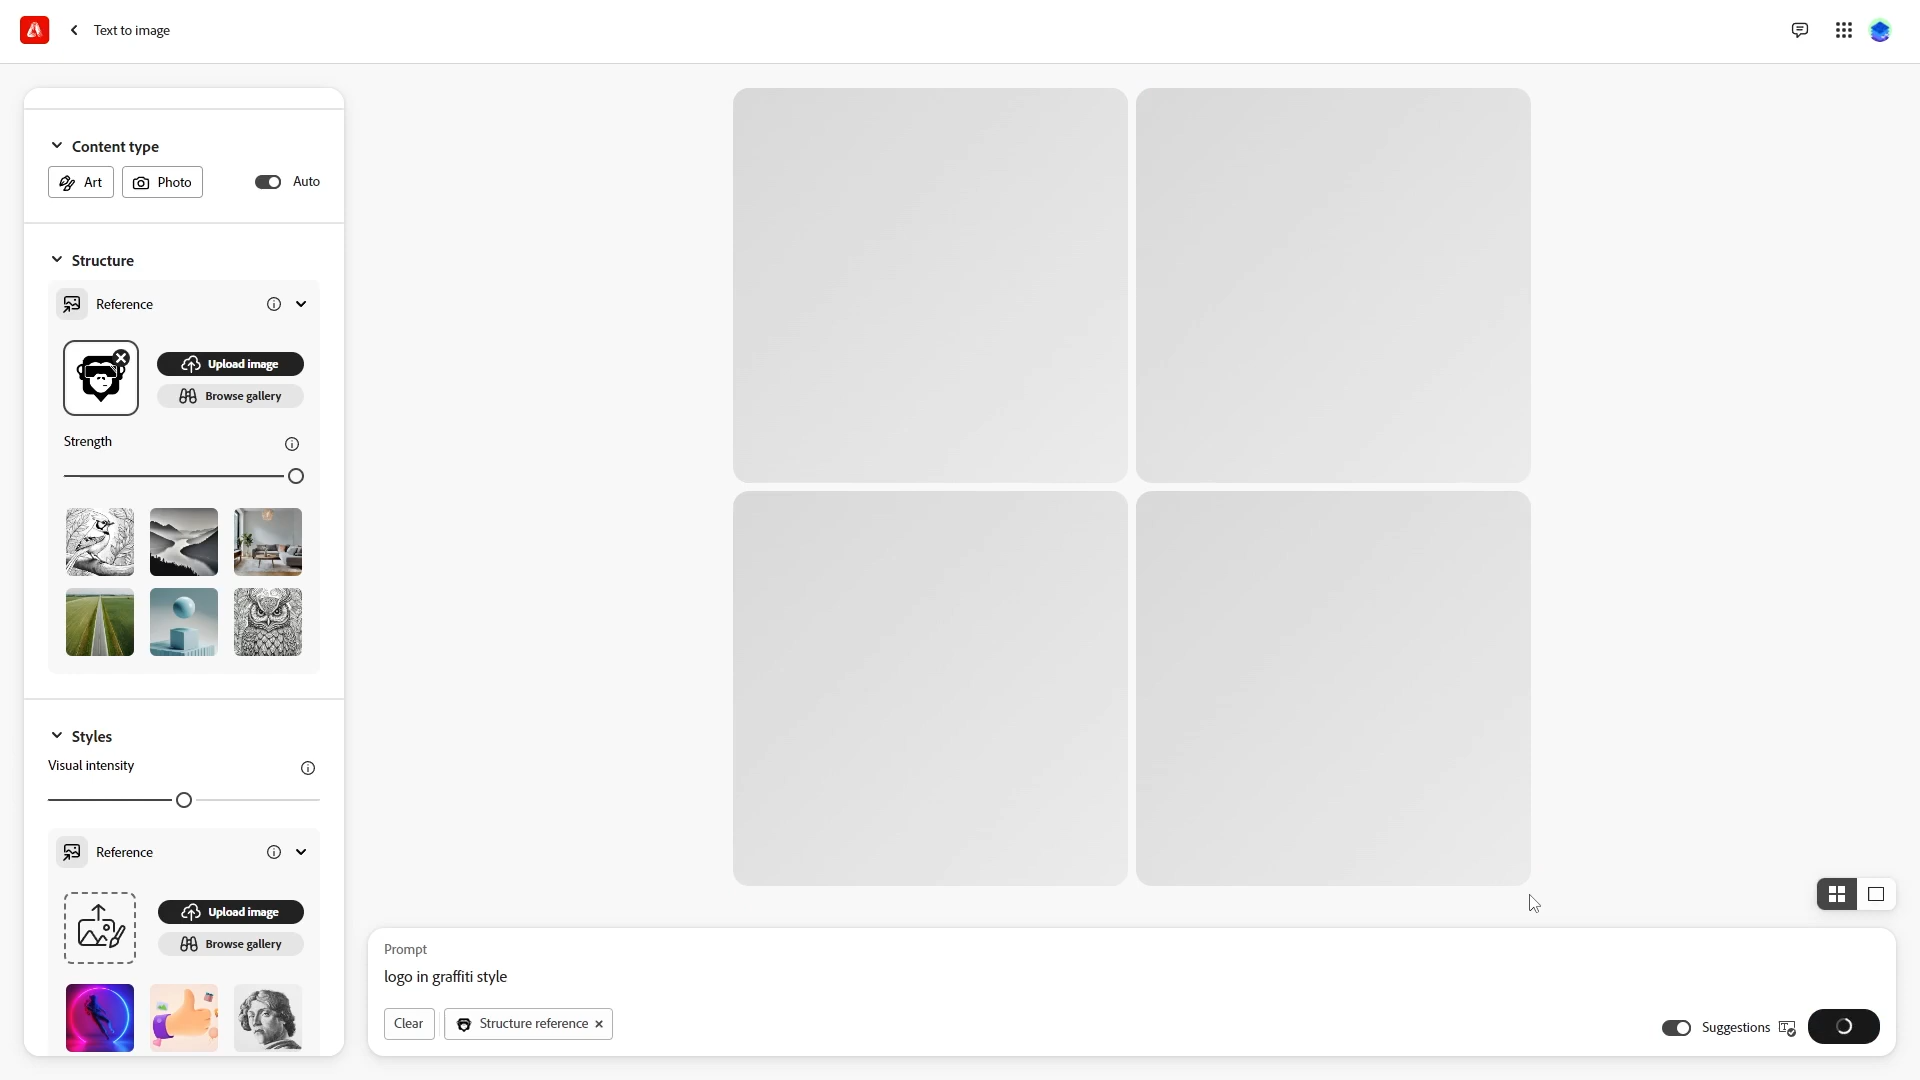 Text to image
Content type
Art
Photo
Auto
Structure
Reference
Upload image
Browse gallery
Strength
Styles
Visual intensity
Reference
Upload image
Browse gallery
Prompt
logo in graffiti style
Clear
Structure reference
Suggestions